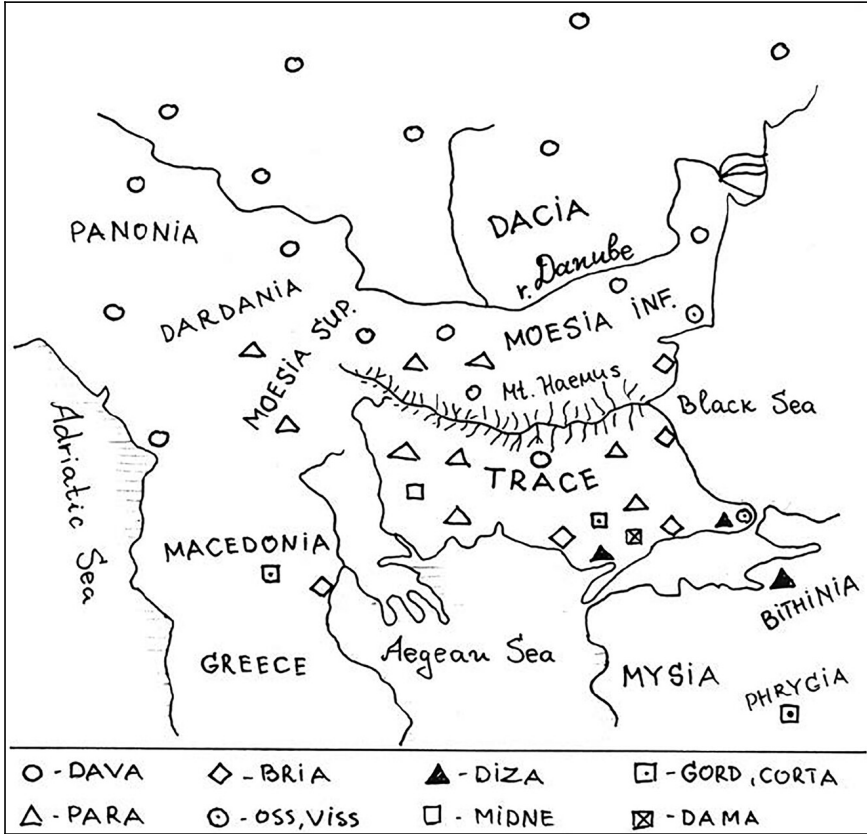 DACIA
PANONIA
r. Danube
DARDANIA
MOESIA SUP.
MOESIA INF.
Mt. Haemus
Black Sea
Adriatic Sea
TRACE
MACEDONIA
BITHINIA
GREECE
Aegean Sea
MYSIA
PHRYGIA
- DAVA
- BRIA
- DIZA
- GORD, CORTA
- PARA
- OSS, VISS
- MIDNE
- DAMA